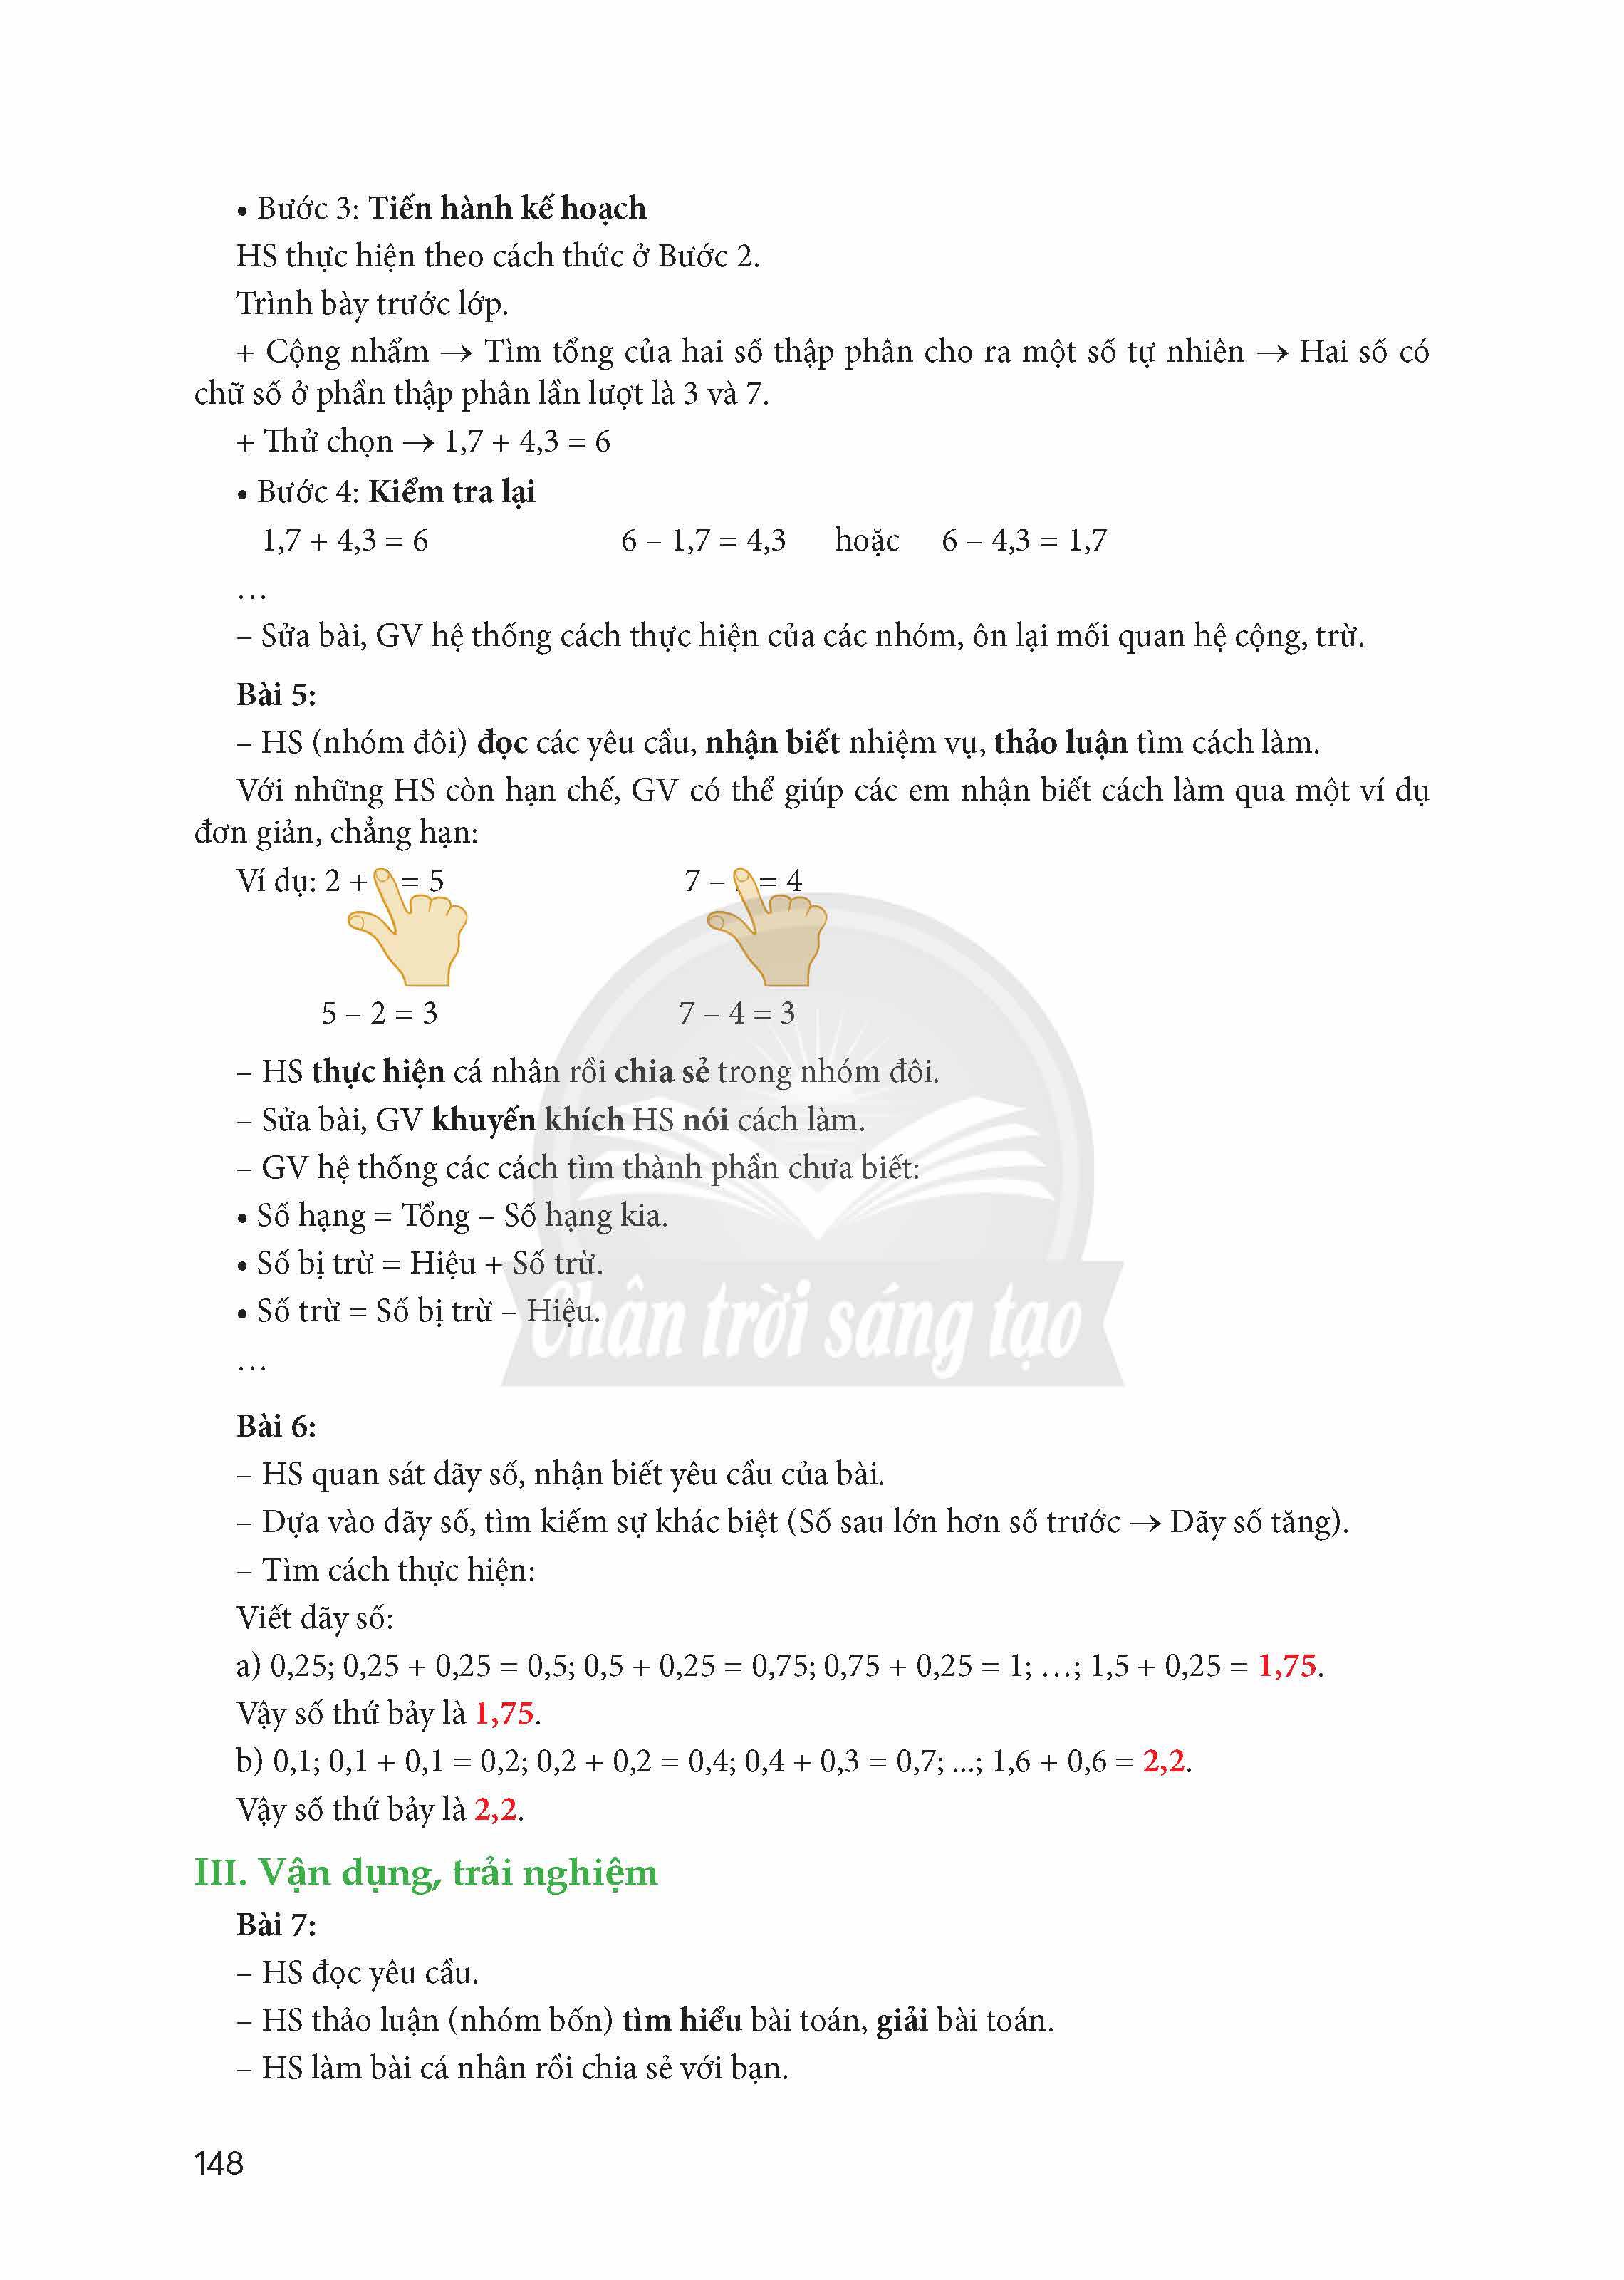 • Bước 3: Tiến hành kế hoạch
HS thực hiện theo cách thức ở Bước 2.
Trình bày trước lớp.
+ Cộng nhẩm → Tìm tổng của hai số thập phân cho ra một số tự nhiên → Hai số có
chữ số ở phần thập phân lần lượt là 3 và 7.
+ Thử chọn → 1,7 + 4,3 = 6
• Bước 4: Kiểm tra lại
1,7 + 4,3 = 6 6 – 1,7 = 4,3 hoặc 6 – 4,3 = 1,7
…
– Sửa bài, GV hệ thống cách thực hiện của các nhóm, ôn lại mối quan hệ cộng, trừ.
Bài 5:
– HS (nhóm đôi) đọc các yêu cầu, nhận biết nhiệm vụ, thảo luận tìm cách làm.
Với những HS còn hạn chế, GV có thể giúp các em nhận biết cách làm qua một ví dụ
đơn giản, chẳng hạn:
Ví dụ: 2 + = 5 7 – = 4
5 – 2 = 3 7 – 4 = 3
– HS thực hiện cá nhân rồi chia sẻ trong nhóm đôi.
– Sửa bài, GV khuyến khích HS nói cách làm.
– GV hệ thống các cách tìm thành phần chưa biết:
• Số hạng = Tổng – Số hạng kia.
• Số bị trừ = Hiệu + Số trừ.
• Số trừ = Số bị trừ – Hiệu.
Chân trời sáng tạo
…
Bài 6:
– HS quan sát dãy số, nhận biết yêu cầu của bài.
– Dựa vào dãy số, tìm kiếm sự khác biệt (Số sau lớn hơn số trước → Dãy số tăng).
– Tìm cách thực hiện:
Viết dãy số:
a) 0,25; 0,25 + 0,25 = 0,5; 0,5 + 0,25 = 0,75; 0,75 + 0,25 = 1; …; 1,5 + 0,25 = 1,75.
Vậy số thứ bảy là 1,75.
b) 0,1; 0,1 + 0,1 = 0,2; 0,2 + 0,2 = 0,4; 0,4 + 0,3 = 0,7; ...; 1,6 + 0,6 = 2,2.
Vậy số thứ bảy là 2,2.
III. Vận dụng, trải nghiệm
Bài 7:
– HS đọc yêu cầu.
– HS thảo luận (nhóm bốn) tìm hiểu bài toán, giải bài toán.
– HS làm bài cá nhân rồi chia sẻ với bạn.
148